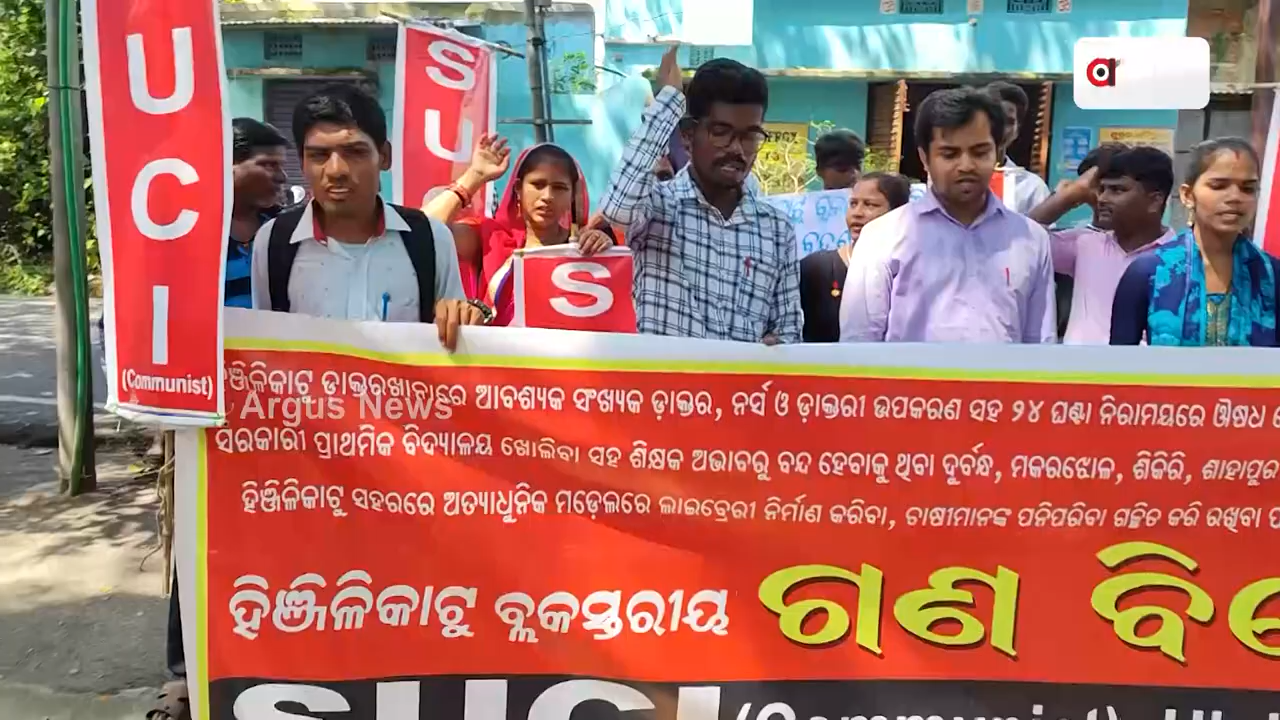 U
C
I
(Communist)
S
U
S
ହିଞ୍ଜିଳିକାଟୁ ଡ଼ାକ୍ତରଖାନାରେ ଆବଶ୍ୟକ ସଂଖ୍ୟକ ଡ଼ାକ୍ତର, ନର୍ସ ଓ ଡ଼ାକ୍ତରୀ ଉପକରଣ ସହ ୨୪ ଘଣ୍ଟା ନିରାମୟରେ ଔଷଧ
Argus News
ସରକାରୀ ପ୍ରାଥମିକ ବିଦ୍ୟାଳୟ ଖୋଲିବା ସହ ଶିକ୍ଷକ ଅଭାବରୁ ବନ୍ଦ ହେବାକୁ ଥିବା ଦୁର୍ବନ୍ଧ, ମକରଝୋଳ, ଶିକିରି, ଶାହାପୁର
ହିଞ୍ଜିଳିକାଟୁ ସହରରେ ଅତ୍ୟାଧୁନିକ ମଡ଼େଲରେ ଲାଇବ୍ରେରୀ ନିର୍ମାଣ କରିବା, ଚାଷୀମାନଙ୍କ ପନିପରିବା ଗଚ୍ଛିତ କରି ରଖିବା
ହିଞ୍ଜିଳିକାଟୁ ବ୍ଲକସ୍ତରୀୟ ଗଣ ବି
SUCI (Communist)